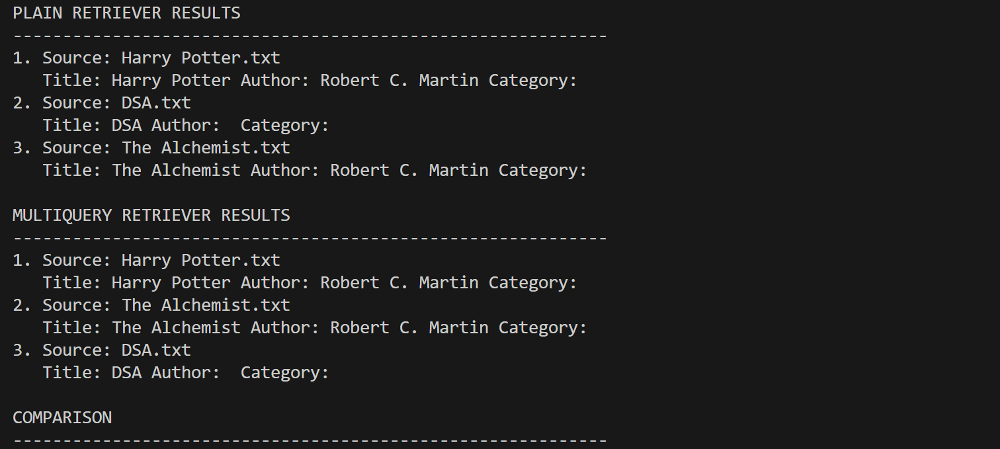 PLAIN RETRIEVER RESULTS
------------------------------------------------------------
1. Source: Harry Potter.txt
   Title: Harry Potter Author: Robert C. Martin Category:
2. Source: DSA.txt
   Title: DSA Author:  Category:
3. Source: The Alchemist.txt
   Title: The Alchemist Author: Robert C. Martin Category:

MULTIQUERY RETRIEVER RESULTS
------------------------------------------------------------
1. Source: Harry Potter.txt
   Title: Harry Potter Author: Robert C. Martin Category:
2. Source: The Alchemist.txt
   Title: The Alchemist Author: Robert C. Martin Category:
3. Source: DSA.txt
   Title: DSA Author:  Category:

COMPARISON
------------------------------------------------------------